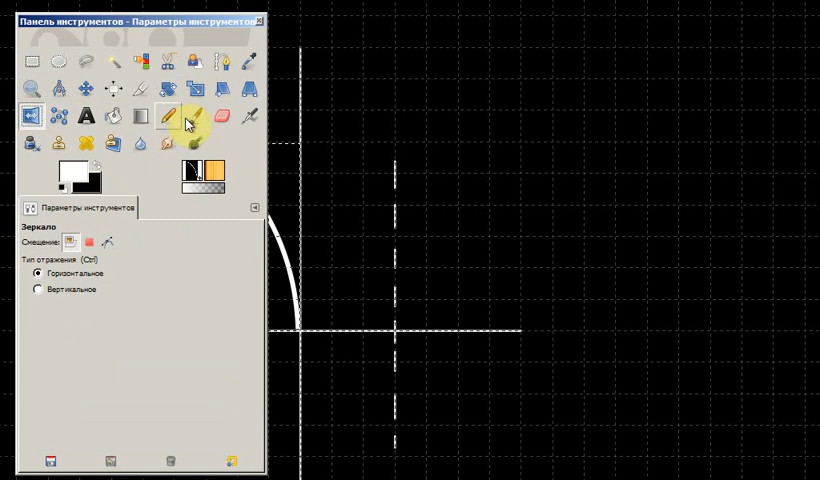 Панель инструментов - Параметры инструментов
Параметры инструментов
Зеркало
Смещение:
Тип отражения (Ctrl)
Горизонтальное
Вертикальное